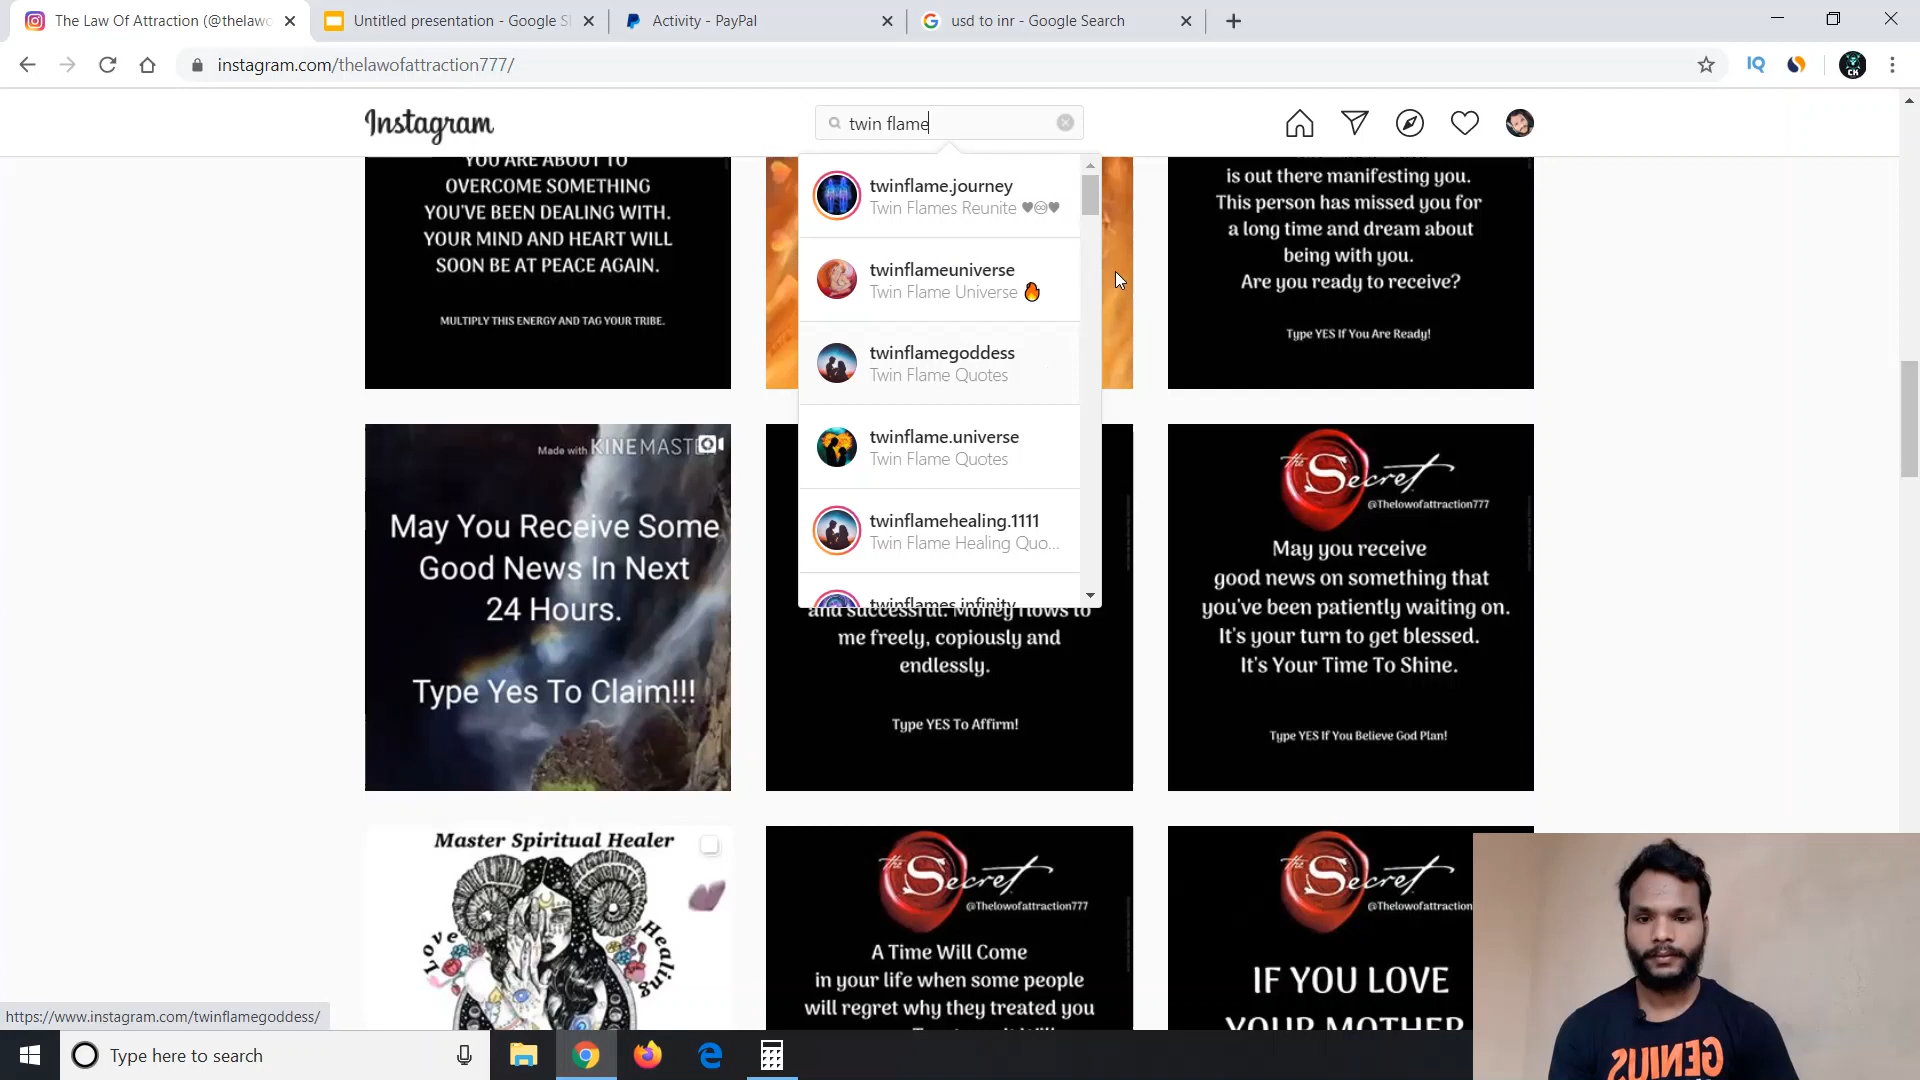 The Law Of Attraction (@thelawo
Untitled presentation - Google Sl
Activity - PayPal
usd to inr - Google Search
instagram.com/thelawofattraction777/
IQ
CK
Instagram
twin flame
twinflame.journey
Twin Flames Reunite ♥♾♥
twinflameuniverse
Twin Flame Universe 🔥
twinflamegoddess
Twin Flame Quotes
twinflame.universe
Twin Flame Quotes
twinflamehealing.1111
Twin Flame Healing Quo...
twinflames.infinity
YOU ARE ABOUT TO
OVERCOME SOMETHING
YOU'VE BEEN DEALING WITH.
YOUR MIND AND HEART WILL
SOON BE AT PEACE AGAIN.
MULTIPLY THIS ENERGY AND TAG YOUR TRIBE.
is out there manifesting you.
This person has missed you for
a long time and dream about
being with you.
Are you ready to receive?
Type YES If You Are Ready!
Made with KINEMASTER
May You Receive Some
Good News In Next
24 Hours.
Type Yes To Claim!!!
and successful. Money flows to
me freely, copiously and
endlessly.
Type YES To Affirm!
The Secret
@Thelowofattraction777
May you receive
good news on something that
you've been patiently waiting on.
It's your turn to get blessed.
It's Your Time To Shine.
Type YES If You Believe God Plan!
Master Spiritual Healer
Love
Healing
The Secret
@Thelowofattraction777
A Time Will Come
in your life when some people
will regret why they treated you
The Secret
@Thelowofattraction
IF YOU LOVE
YOUR MOTHER
GENIUS
https://www.instagram.com/twinflamegoddess/
Type here to search